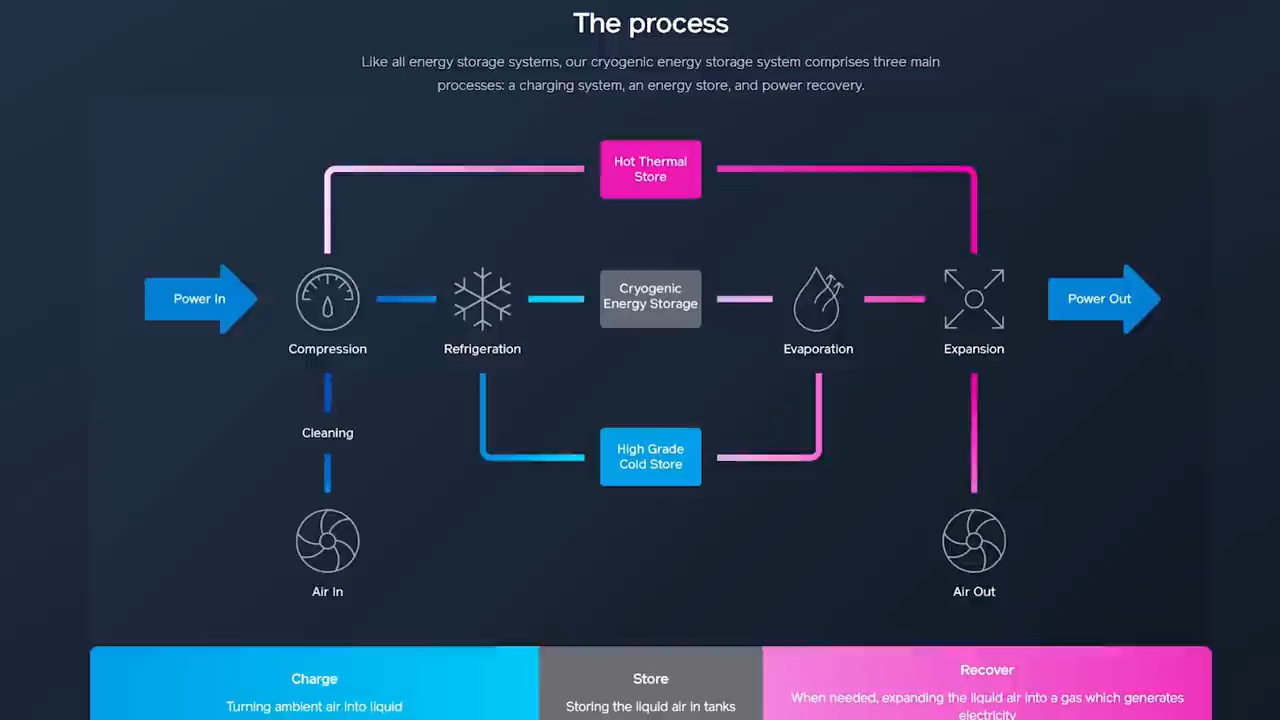 The process
Like all energy storage systems, our cryogenic energy storage system comprises three main
processes: a charging system, an energy store, and power recovery.
Hot Thermal
Store
Power In
Cryogenic
Energy Storage
Power Out
Compression
Refrigeration
Evaporation
Expansion
Cleaning
High Grade
Cold Store
Air In
Air Out
Charge
Turning ambient air into liquid
Store
Storing the liquid air in tanks
Recover
When needed, expanding the liquid air into a gas which generates
electricity